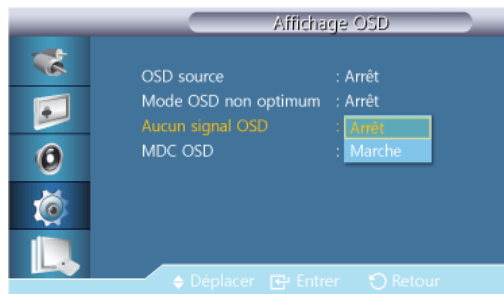 Affichage OSD
OSD source : Arrêt
Mode OSD non optimum : Arrêt
Aucun signal OSD : Arrêt
MDC OSD : Marche
Déplacer Entrer Retour